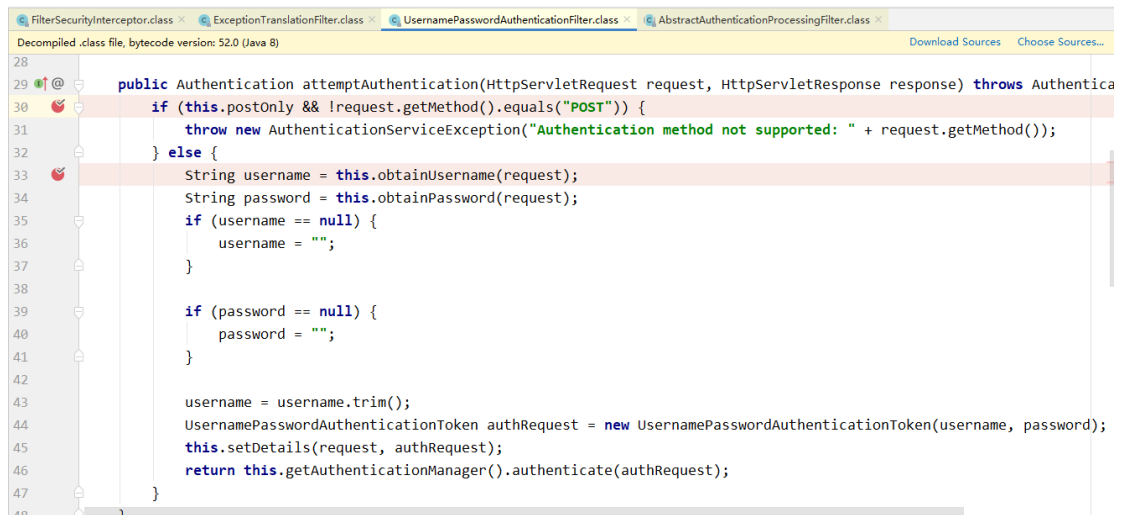 FilterSecurityInterceptor.class × ExceptionTranslationFilter.class × UsernamePasswordAuthenticationFilter.class × AbstractAuthenticationProcessingFilter.class ×
Decompiled .class file, bytecode version: 52.0 (Java 8) Download Sources Choose Sources...
28
29 @ public Authentication attemptAuthentication(HttpServletRequest request, HttpServletResponse response) throws Authentica
30 if (this.postOnly && !request.getMethod().equals("POST")) {
31 throw new AuthenticationServiceException("Authentication method not supported: " + request.getMethod());
32 } else {
33 String username = this.obtainUsername(request);
34 String password = this.obtainPassword(request);
35 if (username == null) {
36 username = "";
37 }
38
39 if (password == null) {
40 password = "";
41 }
42
43 username = username.trim();
44 UsernamePasswordAuthenticationToken authRequest = new UsernamePasswordAuthenticationToken(username, password);
45 this.setDetails(request, authRequest);
46 return this.getAuthenticationManager().authenticate(authRequest);
47 }
48 }